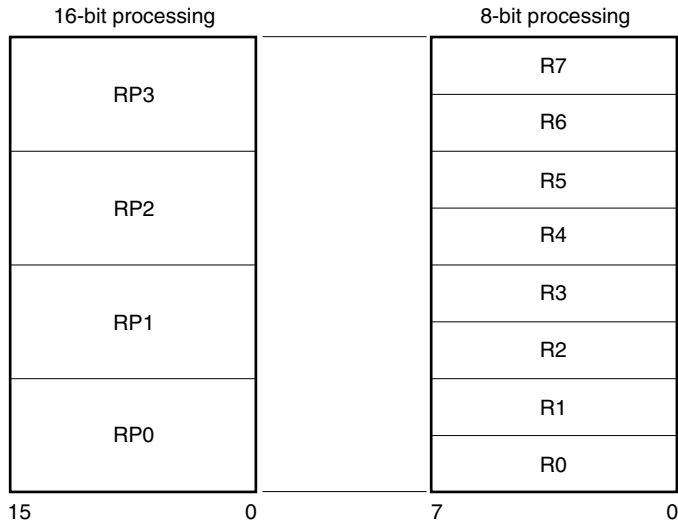 16-bit processing
8-bit processing
RP3
RP2
RP1
RP0
15 0
R7
R6
R5
R4
R3
R2
R1
R0
7 0